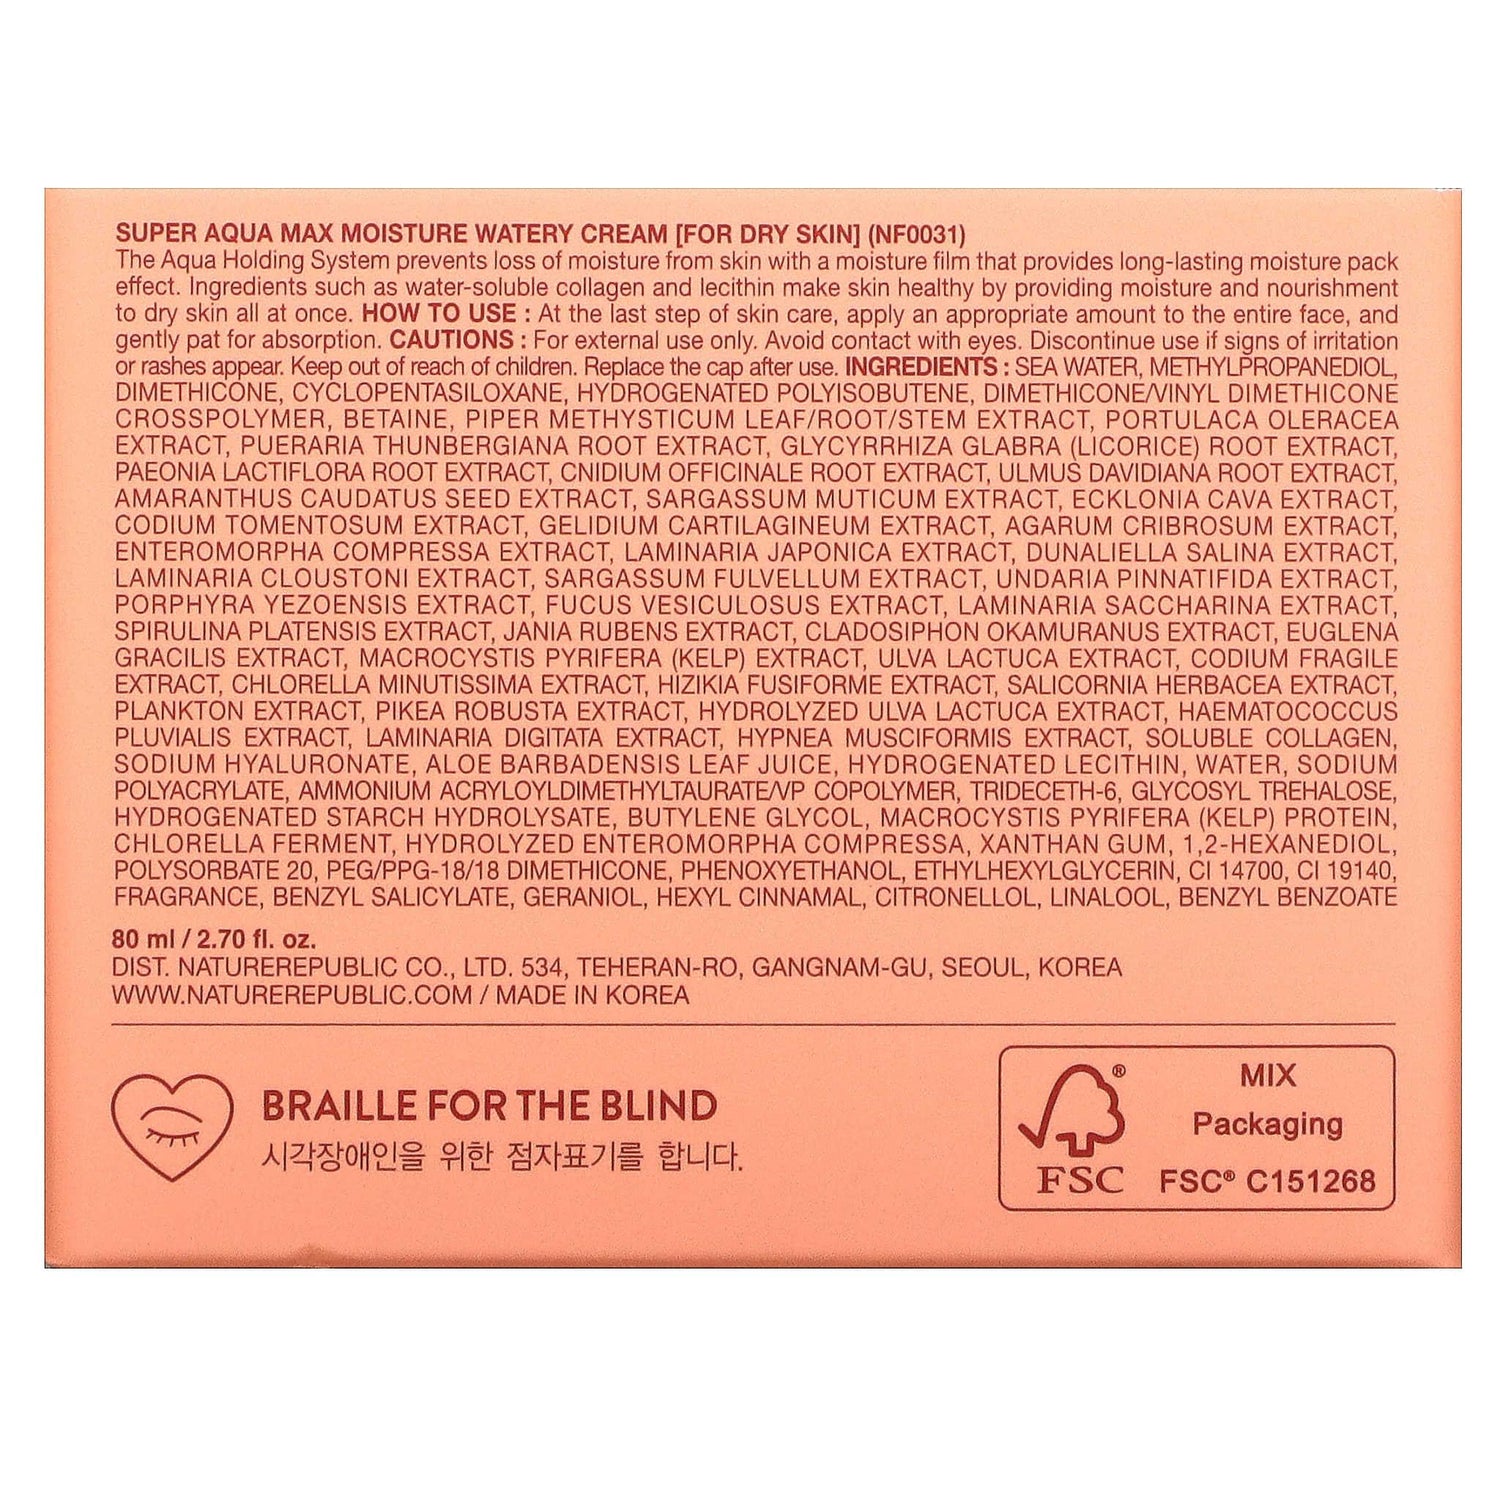 SUPER AQUA MAX MOISTURE WATERY CREAM [FOR DRY SKIN] (NF0031)
The Aqua Holding System prevents loss of moisture from skin with a moisture film that provides long-lasting moisture pack
effect. Ingredients such as water-soluble collagen and lecithin make skin healthy by providing moisture and nourishment
to dry skin all at once. HOW TO USE : At the last step of skin care, apply an appropriate amount to the entire face, and
gently pat for absorption. CAUTIONS : For external use only. Avoid contact with eyes. Discontinue use if signs of irritation
or rashes appear. Keep out of reach of children. Replace the cap after use. INGREDIENTS : SEA WATER, METHYLPROPANEDIOL,
DIMETHICONE, CYCLOPENTASILOXANE, HYDROGENATED POLYISOBUTENE, DIMETHICONE/VINYL DIMETHICONE
CROSSPOLYMER, BETAINE, PIPER METHYSTICUM LEAF/ROOT/STEM EXTRACT, PORTULACA OLERACEA
EXTRACT, PUERARIA THUNBERGIANA ROOT EXTRACT, GLYCYRRHIZA GLABRA (LICORICE) ROOT EXTRACT,
PAEONIA LACTIFLORA ROOT EXTRACT, CNIDIUM OFFICINALE ROOT EXTRACT, ULMUS DAVIDIANA ROOT EXTRACT,
AMARANTHUS CAUDATUS SEED EXTRACT, SARGASSUM MUTICUM EXTRACT, ECKLONIA CAVA EXTRACT,
CODIUM TOMENTOSUM EXTRACT, GELIDIUM CARTILAGINEUM EXTRACT, AGARUM CRIBROSUM EXTRACT,
ENTEROMORPHA COMPRESSA EXTRACT, LAMINARIA JAPONICA EXTRACT, DUNALIELLA SALINA EXTRACT,
LAMINARIA CLOUSTONI EXTRACT, SARGASSUM FULVELLUM EXTRACT, UNDARIA PINNATIFIDA EXTRACT,
PORPHYRA YEZOENSIS EXTRACT, FUCUS VESICULOSUS EXTRACT, LAMINARIA SACCHARINA EXTRACT,
SPIRULINA PLATENSIS EXTRACT, JANIA RUBENS EXTRACT, CLADOSIPHON OKAMURANUS EXTRACT, EUGLENA
GRACILIS EXTRACT, MACROCYSTIS PYRIFERA (KELP) EXTRACT, ULVA LACTUCA EXTRACT, CODIUM FRAGILE
EXTRACT, CHLORELLA MINUTISSIMA EXTRACT, HIZIKIA FUSIFORME EXTRACT, SALICORNIA HERBACEA EXTRACT,
PLANKTON EXTRACT, PIKEA ROBUSTA EXTRACT, HYDROLYZED ULVA LACTUCA EXTRACT, HAEMATOCOCCUS
PLUVIALIS EXTRACT, LAMINARIA DIGITATA EXTRACT, HYPNEA MUSCIFORMIS EXTRACT, SOLUBLE COLLAGEN,
SODIUM HYALURONATE, ALOE BARBADENSIS LEAF JUICE, HYDROGENATED LECITHIN, WATER, SODIUM
POLYACRYLATE, AMMONIUM ACRYLOYLDIMETHYLTAURATE/VP COPOLYMER, TRIDECETH-6, GLYCOSYL TREHALOSE,
HYDROGENATED STARCH HYDROLYSATE, BUTYLENE GLYCOL, MACROCYSTIS PYRIFERA (KELP) PROTEIN,
CHLORELLA FERMENT, HYDROLYZED ENTEROMORPHA COMPRESSA, XANTHAN GUM, 1,2-HEXANEDIOL,
POLYSORBATE 20, PEG/PPG-18/18 DIMETHICONE, PHENOXYETHANOL, ETHYLHEXYLGLYCERIN, CI 14700, CI 19140,
FRAGRANCE, BENZYL SALICYLATE, GERANIOL, HEXYL CINNAMAL, CITRONELLOL, LINALOOL, BENZYL BENZOATE
80 ml / 2.70 fl. oz.
DIST. NATUREREPUBLIC CO., LTD. 534, TEHERAN-RO, GANGNAM-GU, SEOUL, KOREA
WWW.NATUREREPUBLIC.COM / MADE IN KOREA
BRAILLE FOR THE BLIND
시각장애인을 위한 점자표기를 합니다.
®
FSC
MIX
Packaging
FSC® C151268